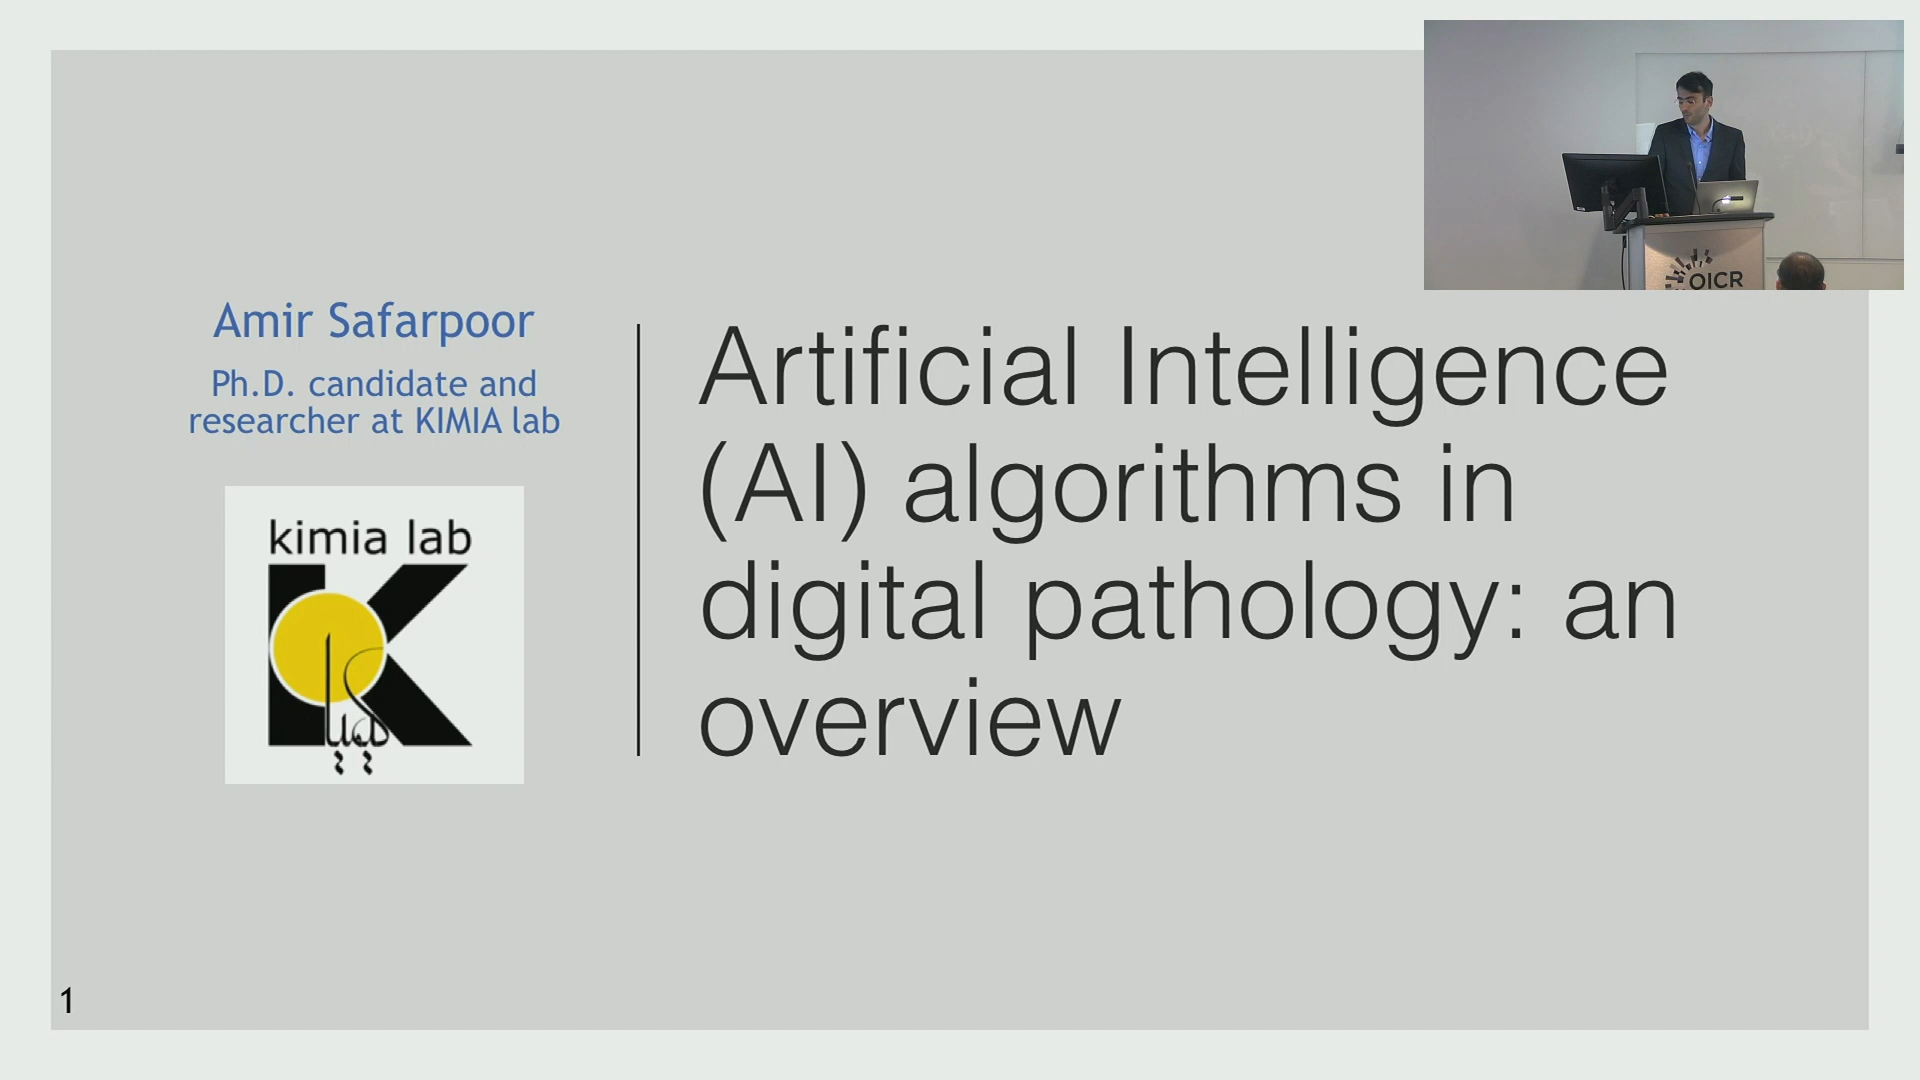 Amir Safarpoor
Ph.D. candidate and
researcher at KIMIA lab
kimia lab
کیمیا
Artificial Intelligence
(AI) algorithms in
digital pathology: an
overview
OICR
1